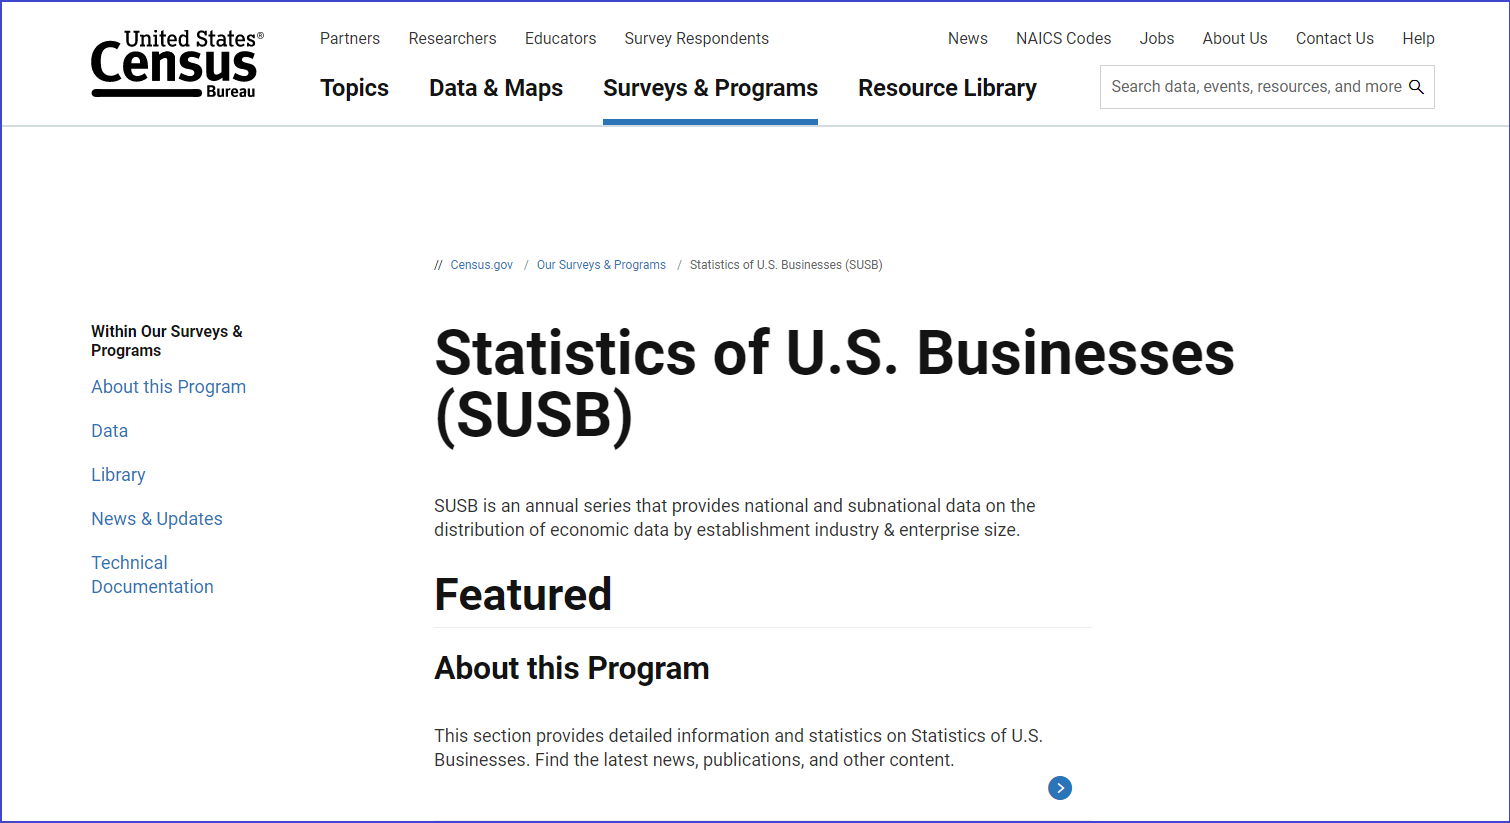 United States®
Census
Bureau
Partners Researchers Educators Survey Respondents
News NAICS Codes Jobs About Us Contact Us Help
Topics Data & Maps Surveys & Programs Resource Library
Search data, events, resources, and more
// Census.gov / Our Surveys & Programs / Statistics of U.S. Businesses (SUSB)
Within Our Surveys &
Programs
About this Program
Data
Library
News & Updates
Technical
Documentation
Statistics of U.S. Businesses
(SUSB)
SUSB is an annual series that provides national and subnational data on the
distribution of economic data by establishment industry & enterprise size.
Featured
About this Program
This section provides detailed information and statistics on Statistics of U.S.
Businesses. Find the latest news, publications, and other content.